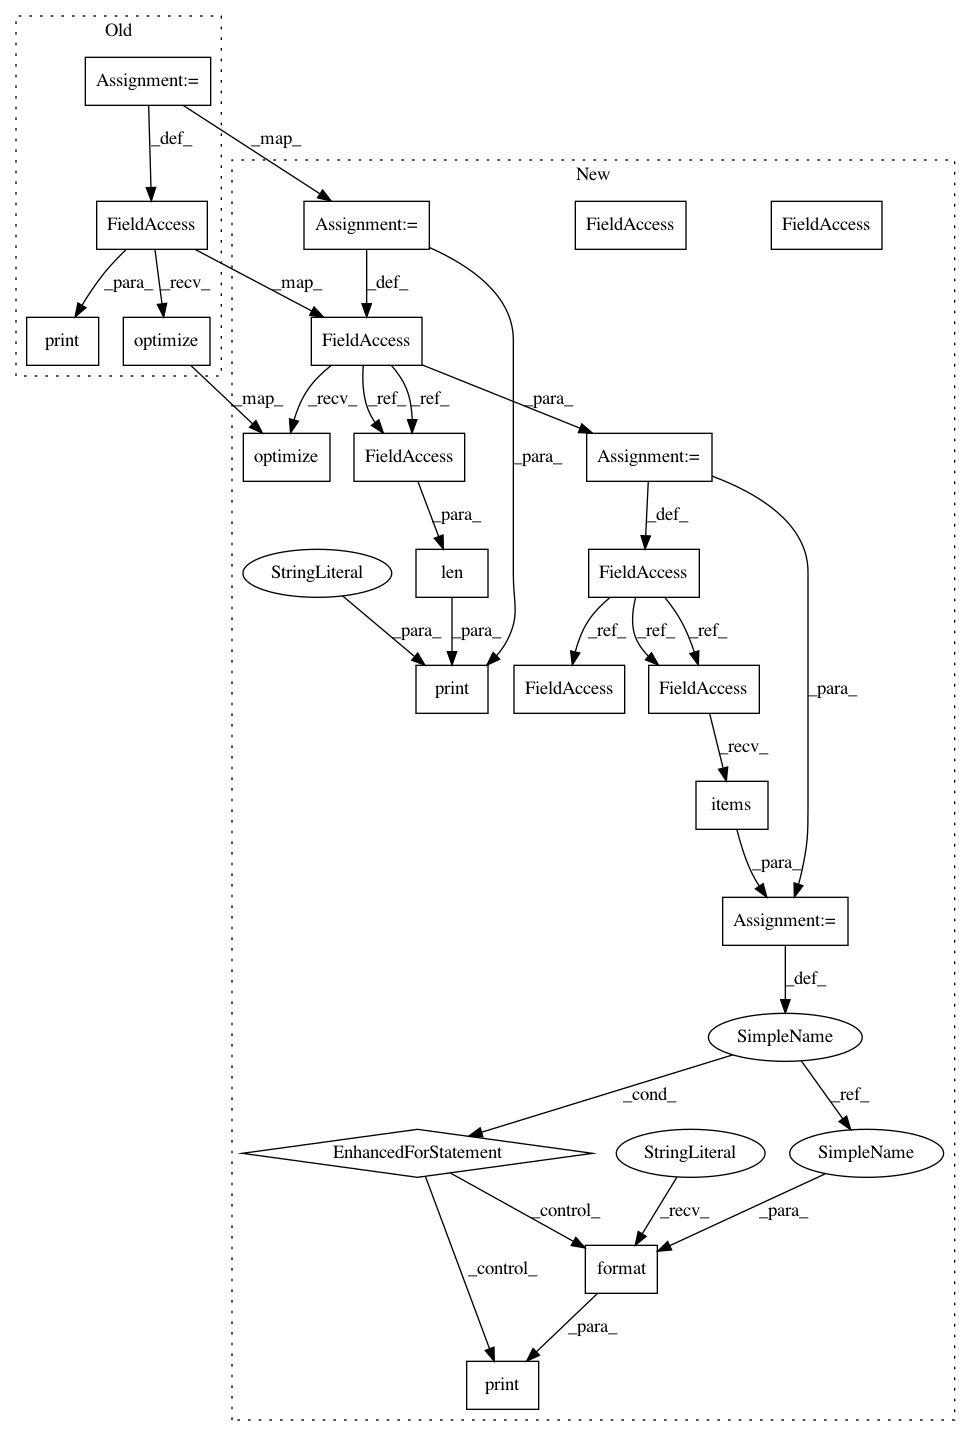 Old
Assignment:=
_def_
_map_
New
FieldAccess
Assignment:=
FieldAccess
FieldAccess
_para_
_recv_
_map_
_def_
print
optimize
FieldAccess
_map_
_recv_
_ref_
_ref_
_para_
optimize
FieldAccess
_para_
Assignment:=
_para_
_def_
StringLiteral
len
FieldAccess
_para_
_para_
_ref_
_ref_
_ref_
print
FieldAccess
FieldAccess
_para_
_recv_
items
_para_
Assignment:=
_def_
SimpleName
_cond_
_ref_
EnhancedForStatement
StringLiteral
SimpleName
_control_
_recv_
_para_
_control_
format
_para_
print